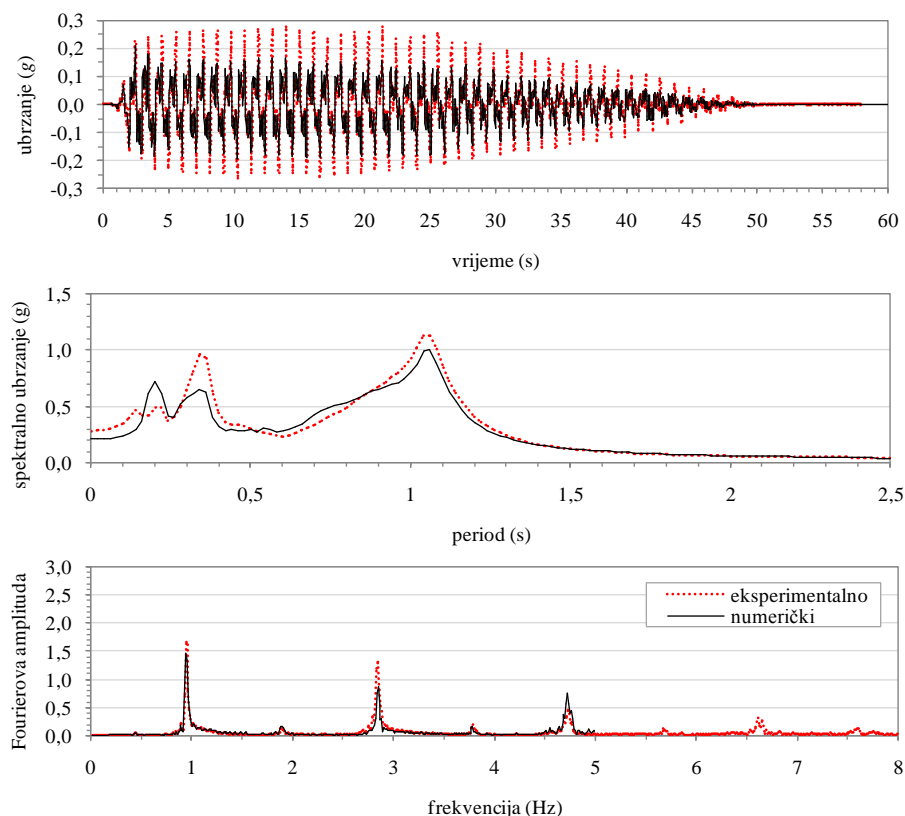 0,3
0,2
0,1
0,0
-0,1
-0,2
-0,3
ubrzanje (g)
0 5 10 15 20 25 30 35 40 45 50 55 60
vrijeme (s)
1,5
1,0
0,5
0,0
spektralno ubrzanje (g)
0 0,5 1 1,5 2 2,5
period (s)
3,0
2,5
2,0
1,5
1,0
0,5
0,0
Fourierova amplituda
eksperimentalno
numerički
0 1 2 3 4 5 6 7 8
frekvencija (Hz)